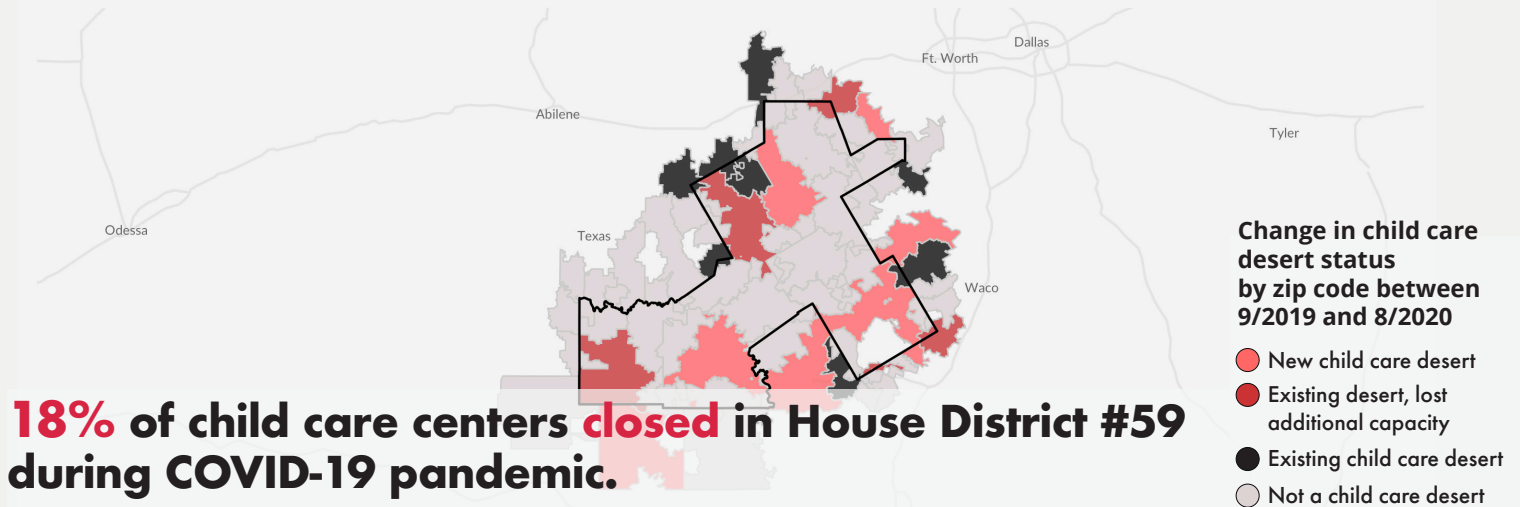 Dallas
Ft. Worth
Abilene
Tyler
Odessa
Texas
Waco
Change in child care
desert status
by zip code between
9/2019 and 8/2020
New child care desert
Existing desert, lost
additional capacity
Existing child care desert
Not a child care desert
18% of child care centers closed in House District #59
during COVID-19 pandemic.